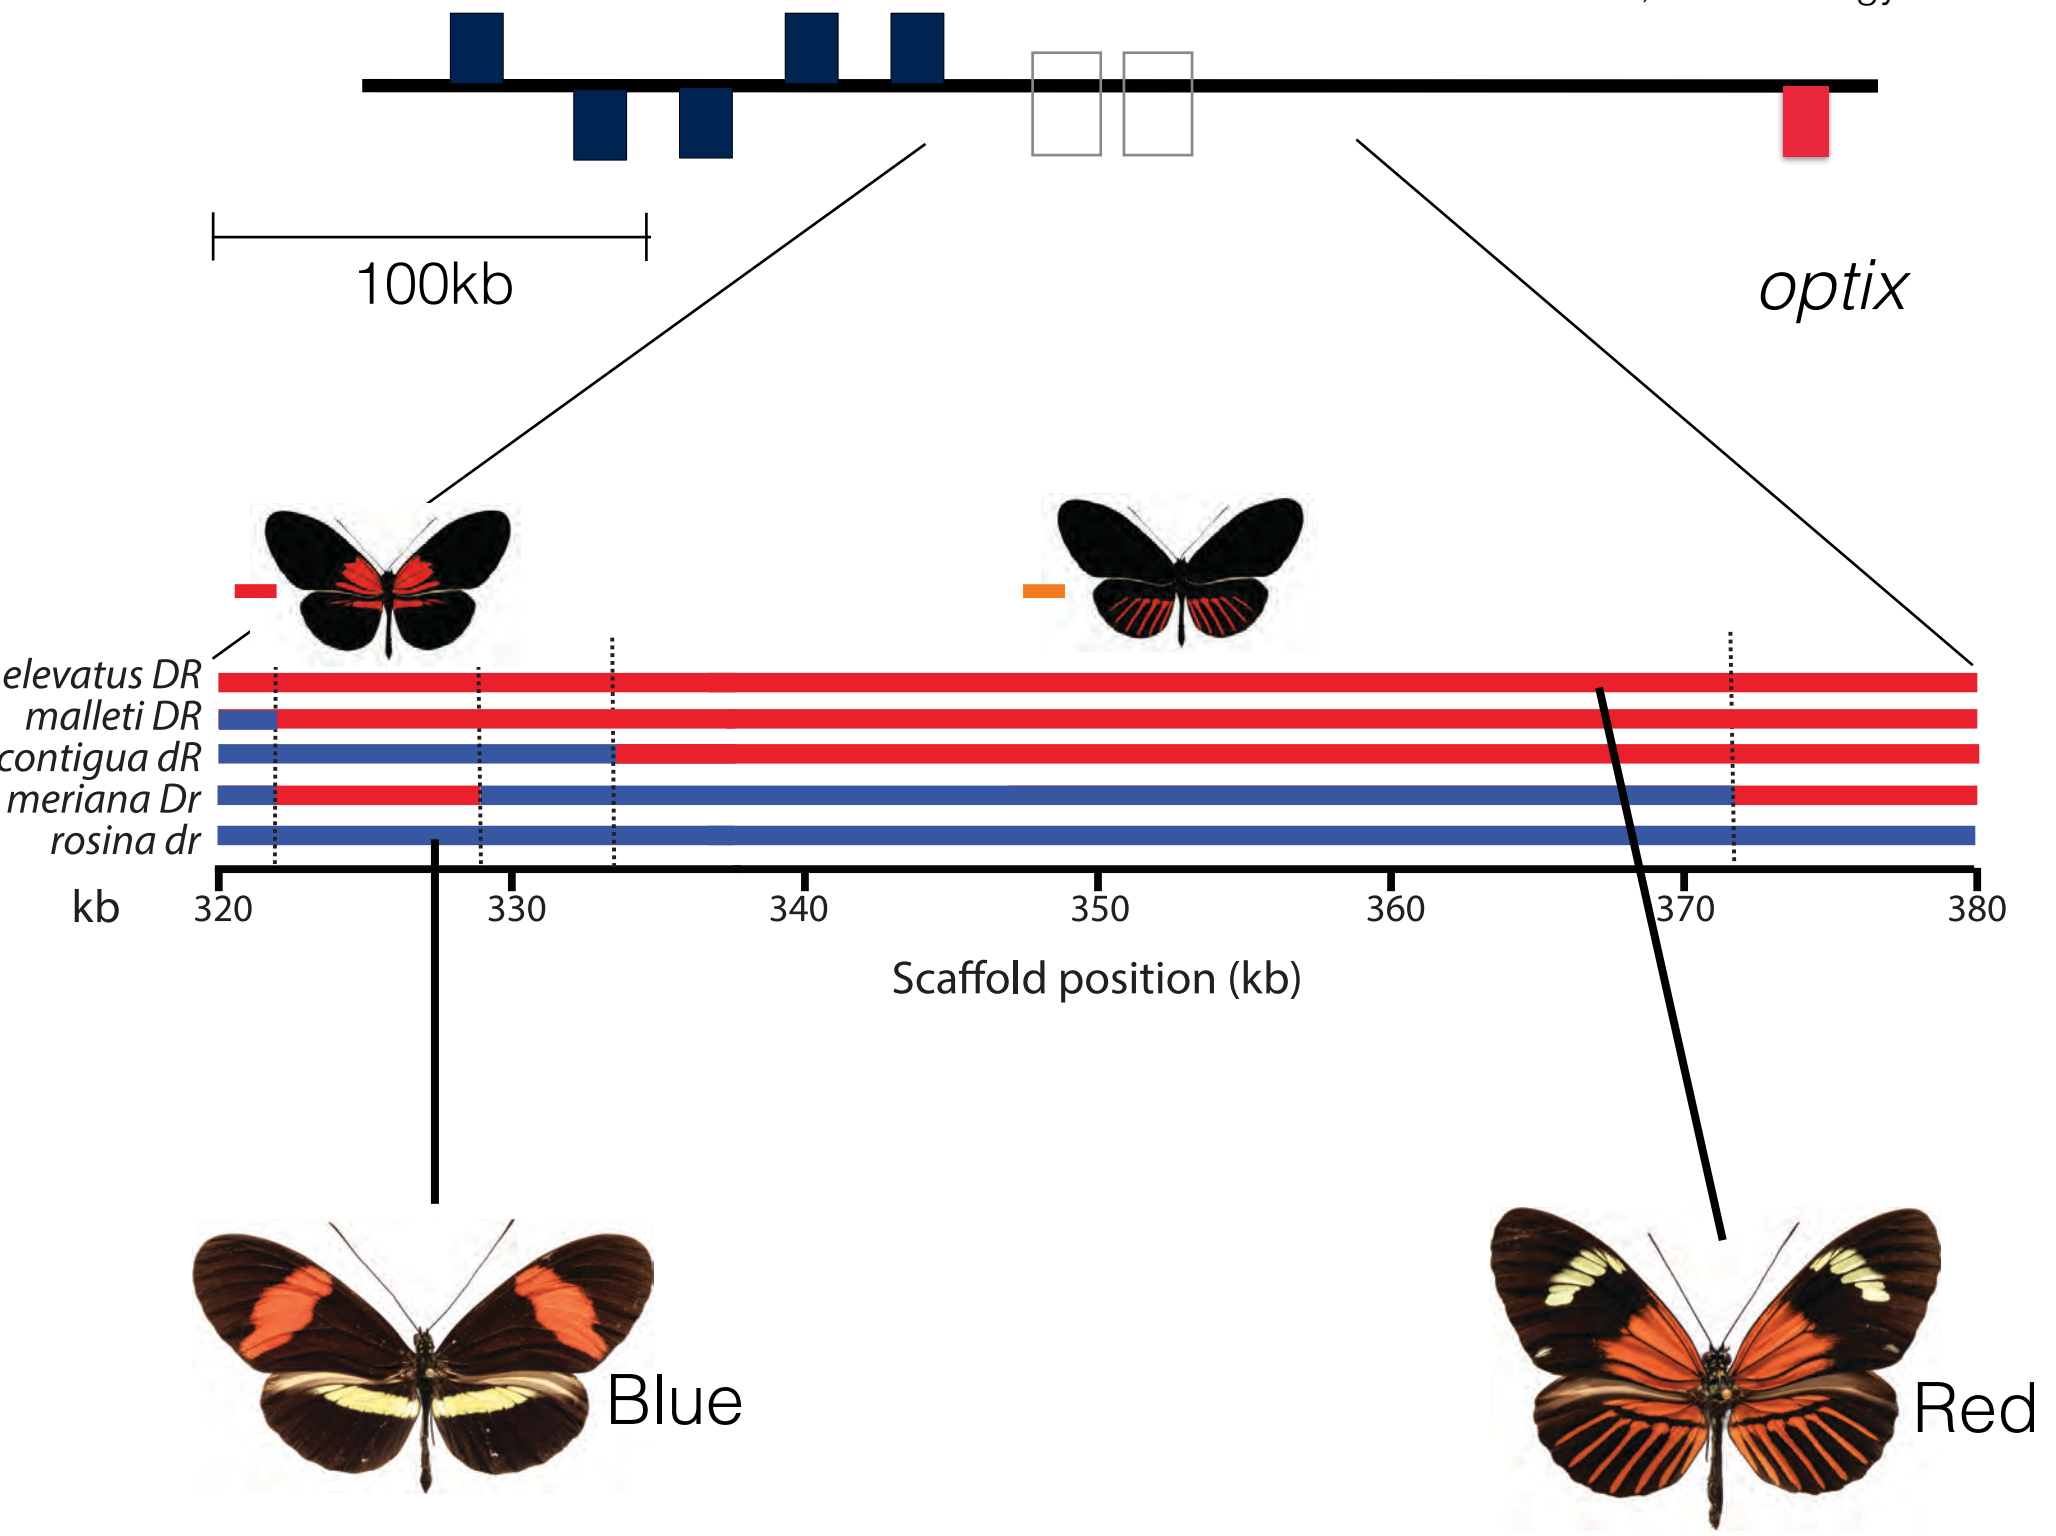 100kb
optix
elevatus DR
malleti DR
contigua dR
meriana Dr
rosina dr
kb 320 330 340 350 360 370 380
Scaffold position (kb)
Blue
Red